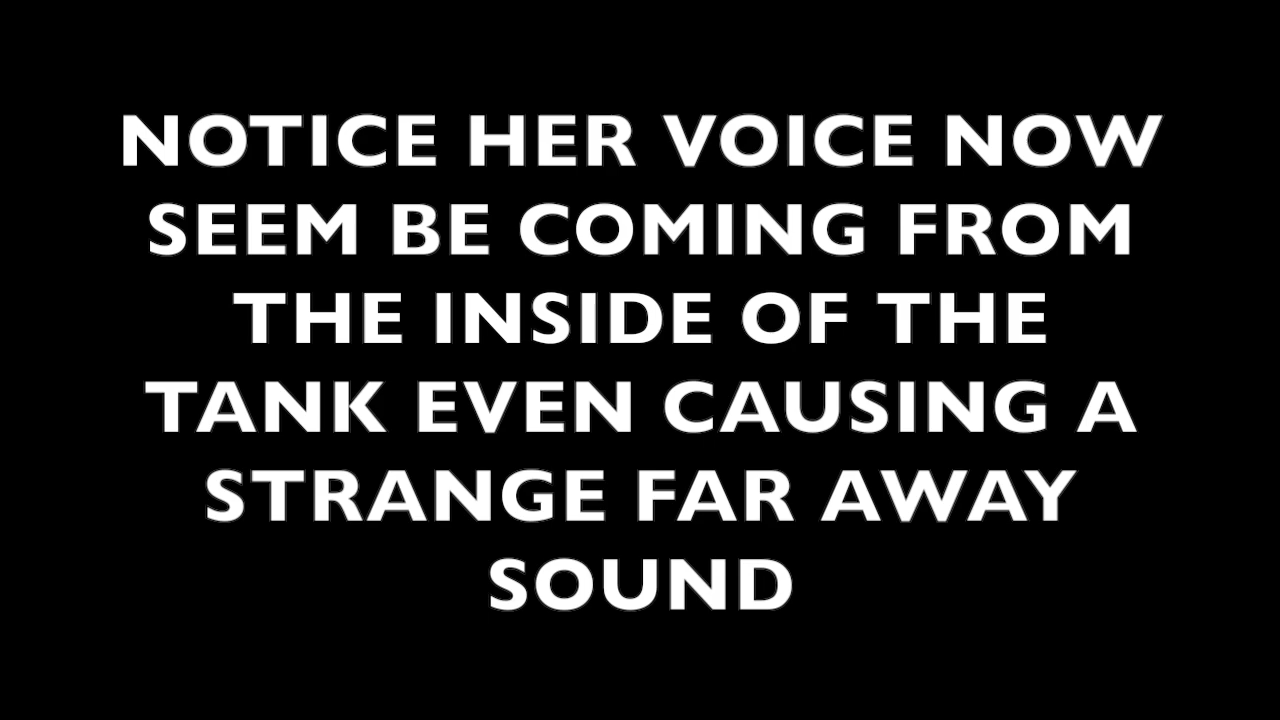 NOTICE HER VOICE NOW
SEEM BE COMING FROM
THE INSIDE OF THE
TANK EVEN CAUSING A
STRANGE FAR AWAY
SOUND